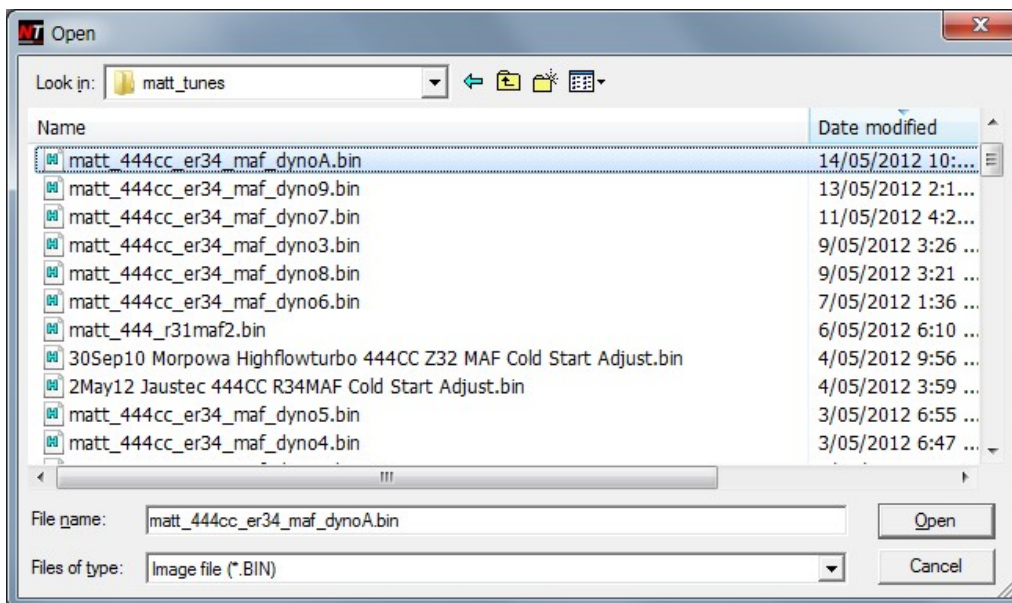 NT Open
Look in: matt_tunes
Name Date modified
matt_444cc_er34_maf_dynoA.bin 14/05/2012 10:...
matt_444cc_er34_maf_dyno9.bin 13/05/2012 2:1...
matt_444cc_er34_maf_dyno7.bin 11/05/2012 4:2...
matt_444cc_er34_maf_dyno3.bin 9/05/2012 3:26 ...
matt_444cc_er34_maf_dyno8.bin 9/05/2012 3:21 ...
matt_444cc_er34_maf_dyno6.bin 7/05/2012 1:36 ...
matt_444_r31maf2.bin 6/05/2012 6:10 ...
30Sep10 Morpowa Highflowturbo 444CC Z32 MAF Cold Start Adjust.bin 4/05/2012 9:56 ...
2May12 Jaustec 444CC R34MAF Cold Start Adjust.bin 4/05/2012 3:59 ...
matt_444cc_er34_maf_dyno5.bin 3/05/2012 6:55 ...
matt_444cc_er34_maf_dyno4.bin 3/05/2012 6:47 ...
File name: matt_444cc_er34_maf_dynoA.bin Open
Files of type: Image file (*.BIN) Cancel